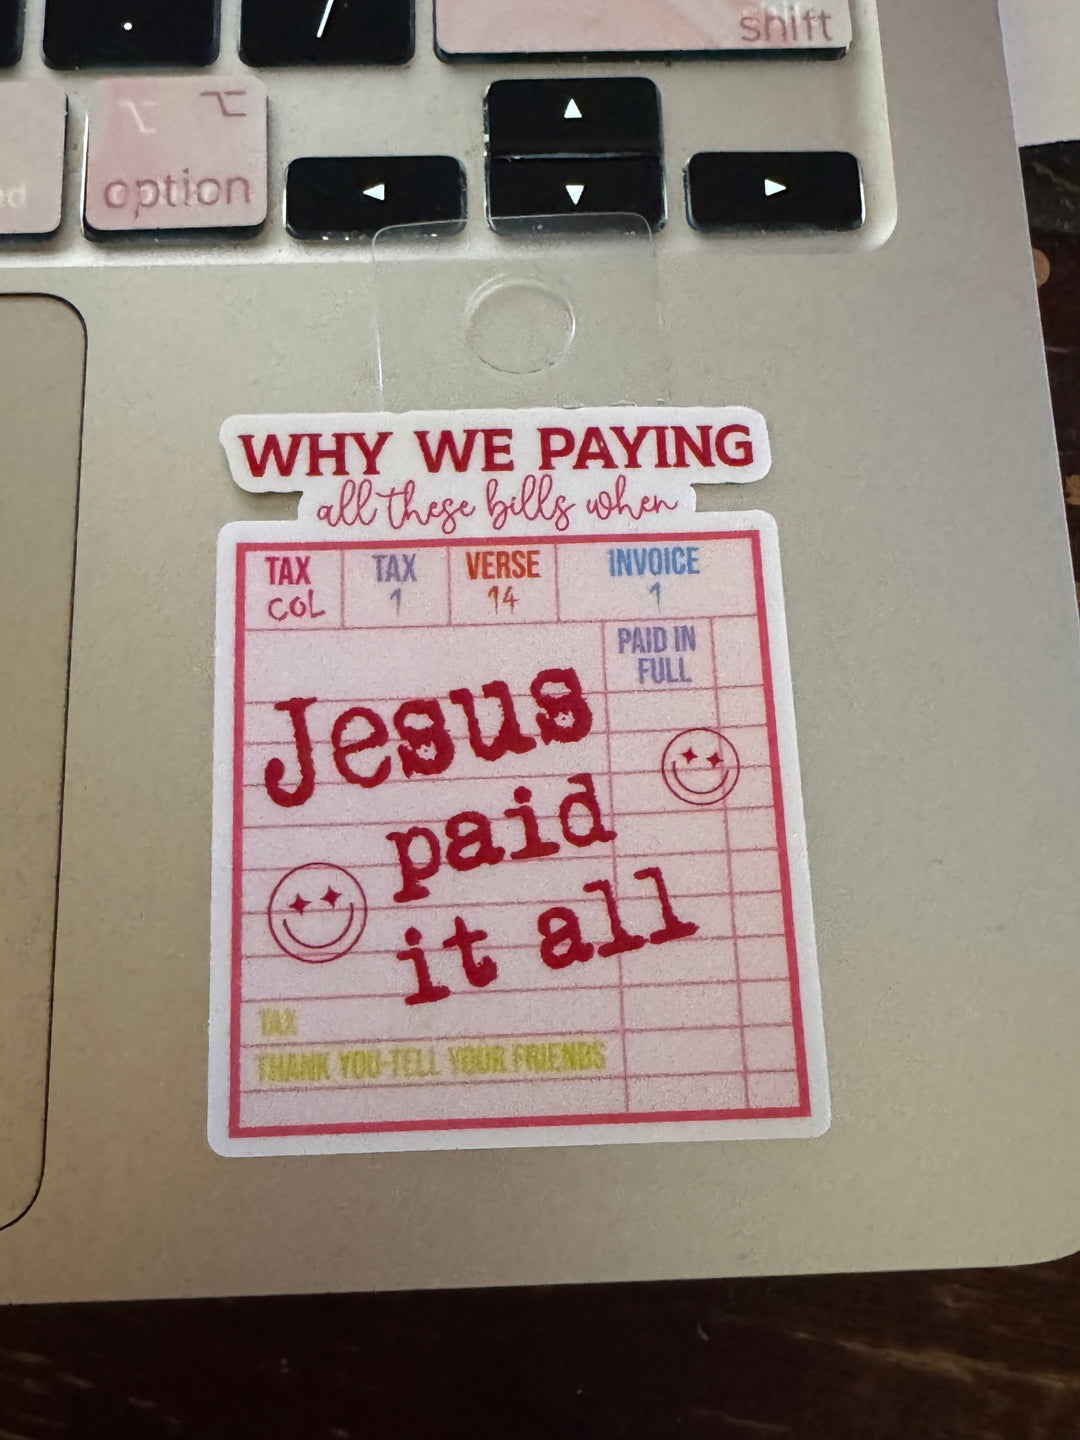 shift
option
WHY WE PAYING
all these bills when
TAX TAX VERSE INVOICE
COL 1 14 1
PAID IN
FULL
Jesus
paid
it all
TAX
THANK YOU-TELL YOUR FRIENDS